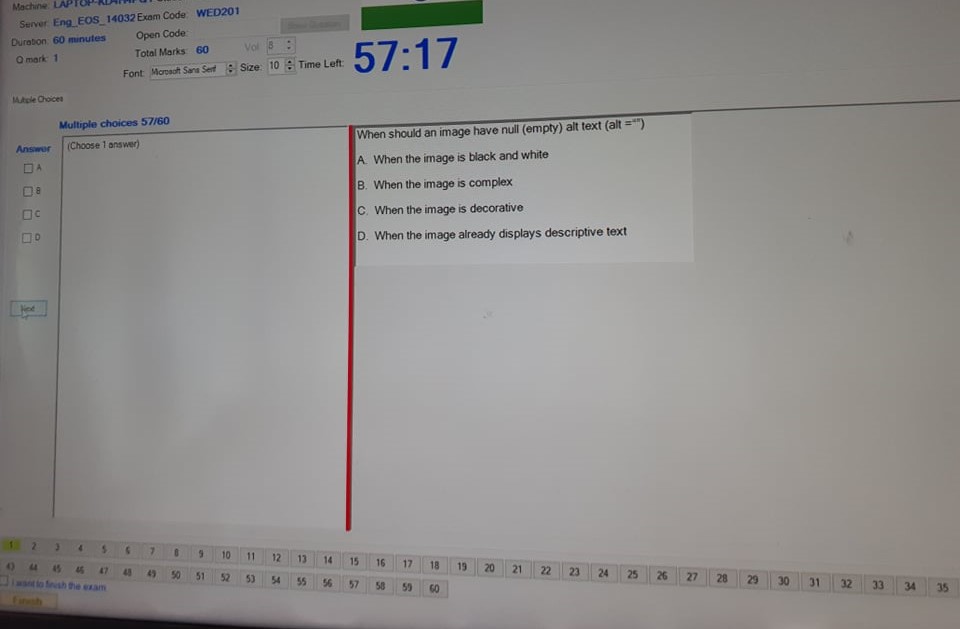 Machine: LAPTOP-
Server: Eng_EOS_14032 Exam Code: WED201
Duration: 60 minutes Open Code:
Q mark: 1 Total Marks: 60 Vol: 8
Font: Microsoft Sans Serif Size: 10 Time Left: 57:17
Multiple Choices
Multiple choices 57/60
Answer
(Choose 1 answer)
A
B
C
D
Next
When should an image have null (empty) alt text (alt ="")
A. When the image is black and white
B. When the image is complex
C. When the image is decorative
D. When the image already displays descriptive text
1 2 3 4 5 6 7 8 9 10 11 12 13 14 15 16 17 18 19 20 21 22 23 24 25 26 27 28 29 30 31 32 33 34 35
43 44 45 46 47 48 49 50 51 52 53 54 55 56 57 58 59 60
I want to finish the exam
Finish